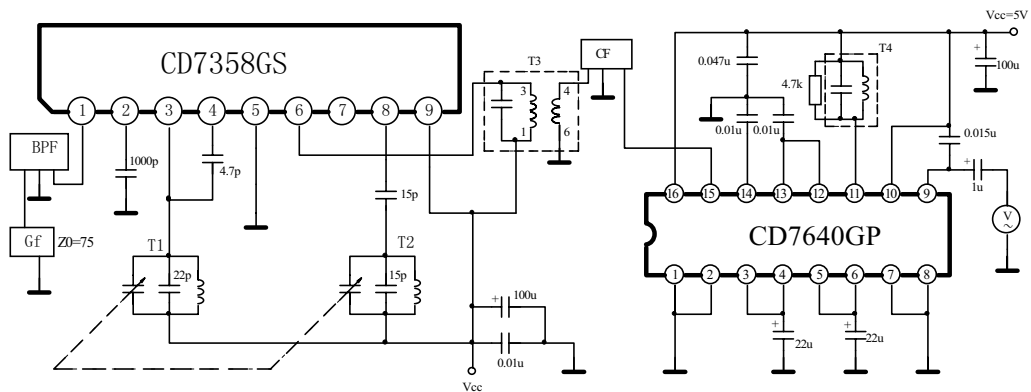 Vcc=5V
T4
CF
T3
CD7358GS
0.047u
4.7k
100u
3
4
1
6
1
2
3
4
5
6
7
8
9
0.01u
0.01u
0.015u
BPF
1000p
4.7p
15p
1u
16
15
14
13
12
11
10
9
V
~
Gf
Z0=75
T1
T2
CD7640GP
22p
15p
1
2
3
4
5
6
7
8
+
100u
+
22u
+
22u
0.01u
Vcc
+
+